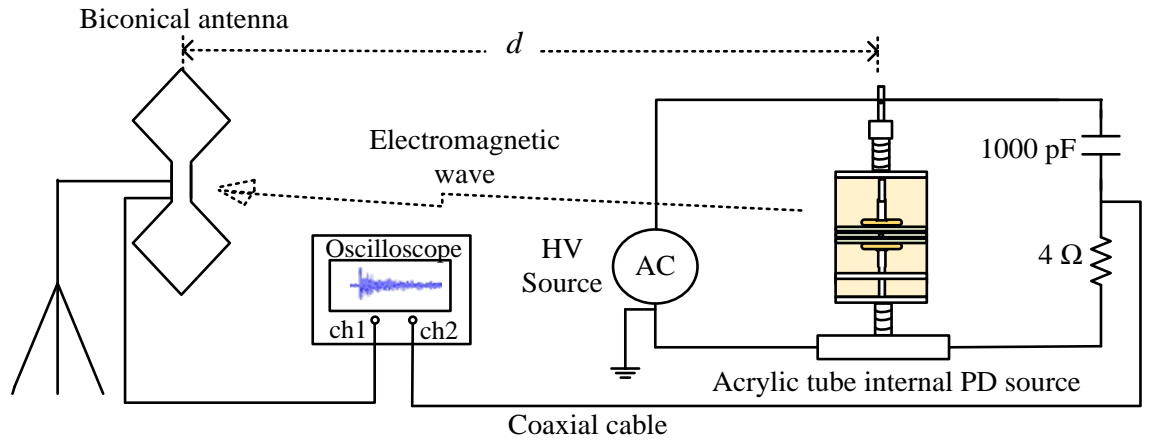 Biconical antenna
d
Electromagnetic
wave
1000 pF
HV
Source
AC
4 Ω
Oscilloscope
ch1
ch2
Acrylic tube internal PD source
Coaxial cable